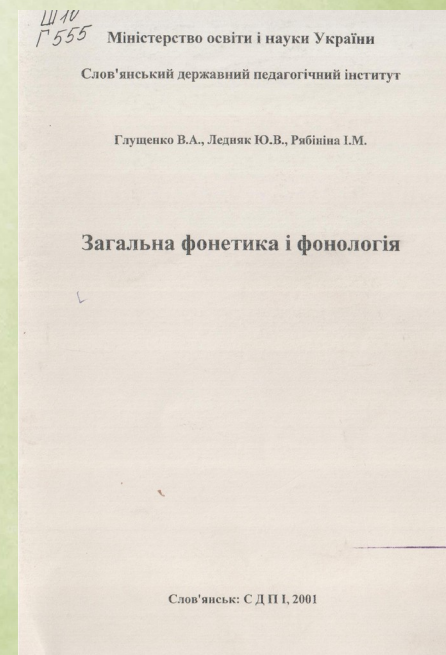 Ш10
Г555
Міністерство освіти і науки України
Слов'янський державний педагогічний інститут
Глущенко В.А., Ледняк Ю.В., Рябініна І.М.
Загальна фонетика і фонологія
Слов'янськ: С Д П І, 2001